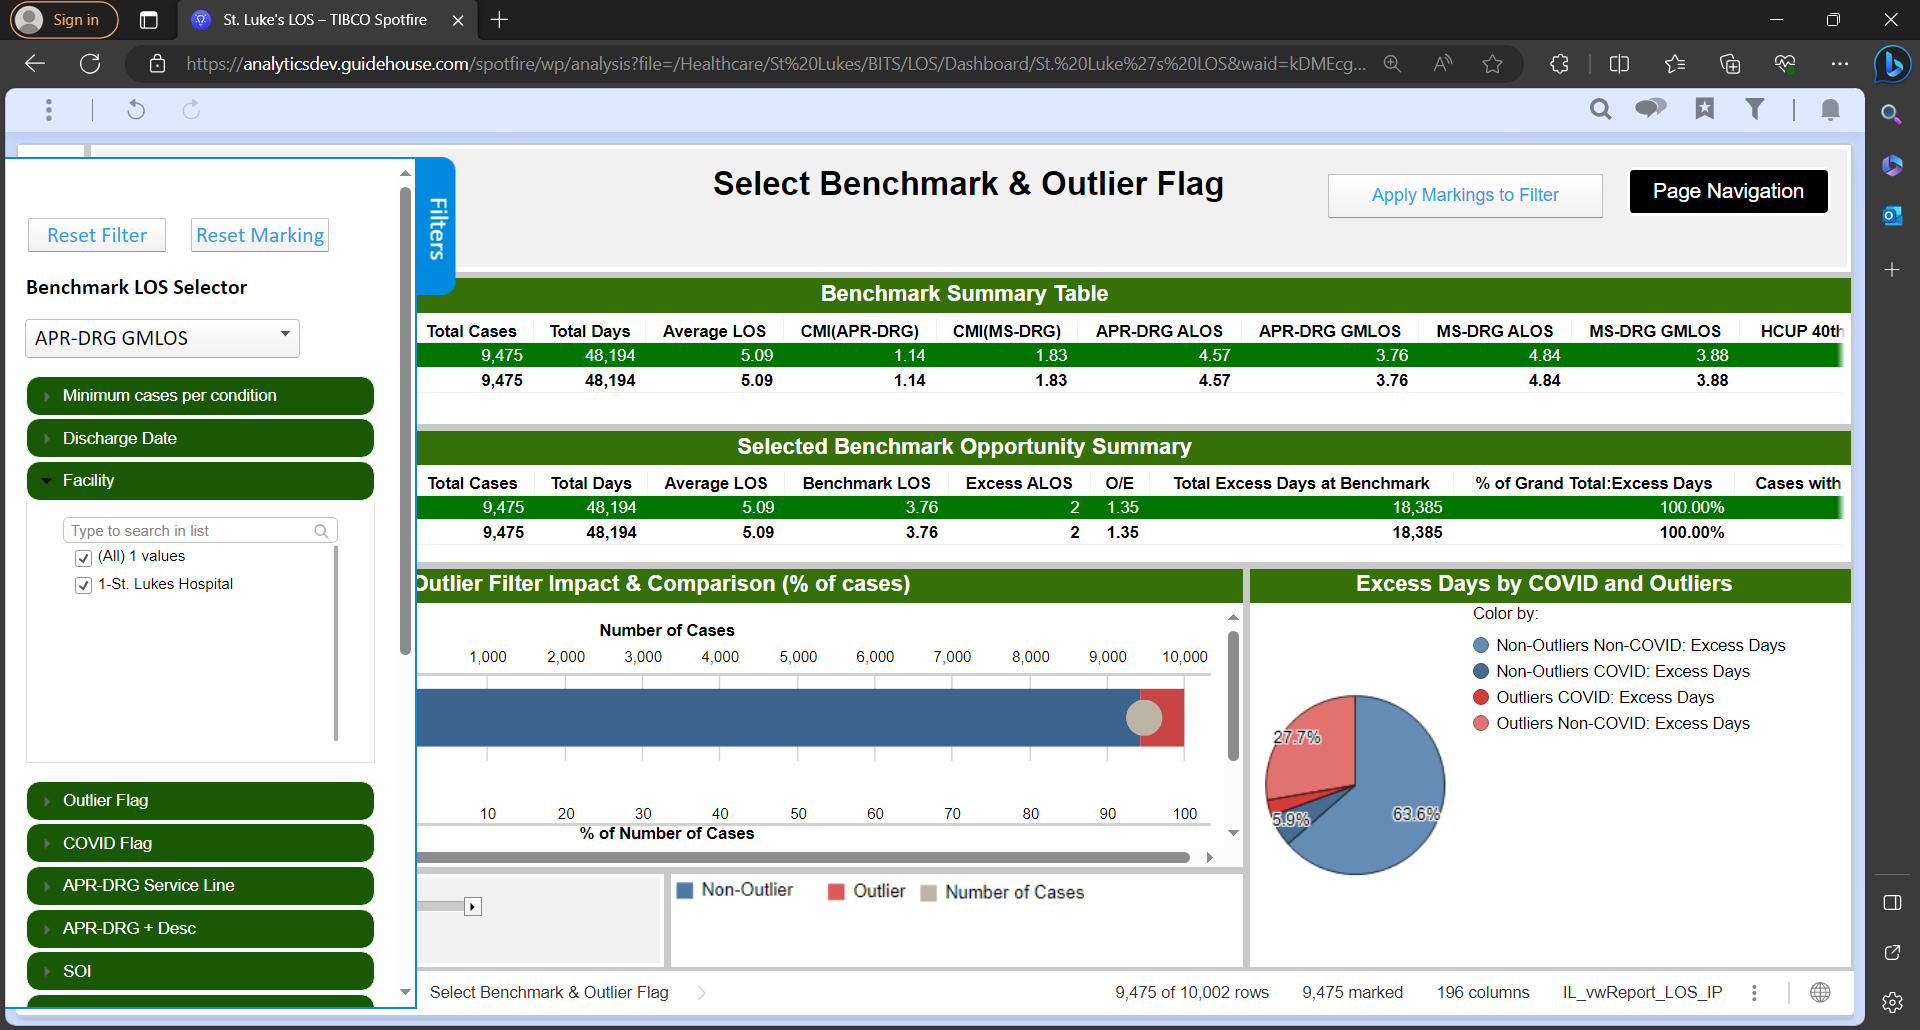 Sign in
St. Luke's LOS – TIBCO Spotfire
https://analyticsdev.guidehouse.com/spotfire/wp/analysis?file=/Healthcare/St%20Lukes/BITS/LOS/Dashboard/St.%20Luke%27s%20LOS&waid=kDMEcg...
Select Benchmark & Outlier Flag
Apply Markings to Filter
Page Navigation
Filters
Reset Filter
Reset Marking
Benchmark LOS Selector
APR-DRG GMLOS
Minimum cases per condition
Discharge Date
Facility
Type to search in list
(All) 1 values
1-St. Lukes Hospital
Outlier Flag
COVID Flag
APR-DRG Service Line
APR-DRG + Desc
SOI
Benchmark Summary Table
Total Cases Total Days Average LOS CMI(APR-DRG) CMI(MS-DRG) APR-DRG ALOS APR-DRG GMLOS MS-DRG ALOS MS-DRG GMLOS HCUP 40th
9,475 48,194 5.09 1.14 1.83 4.57 3.76 4.84 3.88
9,475 48,194 5.09 1.14 1.83 4.57 3.76 4.84 3.88
Selected Benchmark Opportunity Summary
Total Cases Total Days Average LOS Benchmark LOS Excess ALOS O/E Total Excess Days at Benchmark % of Grand Total:Excess Days Cases with
9,475 48,194 5.09 3.76 2 1.35 18,385 100.00%
9,475 48,194 5.09 3.76 2 1.35 18,385 100.00%
Outlier Filter Impact & Comparison (% of cases)
Number of Cases
1,000 2,000 3,000 4,000 5,000 6,000 7,000 8,000 9,000 10,000
10 20 30 40 50 60 70 80 90 100
% of Number of Cases
Non-Outlier Outlier Number of Cases
Excess Days by COVID and Outliers
Color by:
Non-Outliers Non-COVID: Excess Days
Non-Outliers COVID: Excess Days
Outliers COVID: Excess Days
Outliers Non-COVID: Excess Days
27.7%
5.9%
63.6%
Select Benchmark & Outlier Flag
9,475 of 10,002 rows 9,475 marked 196 columns IL_vwReport_LOS_IP